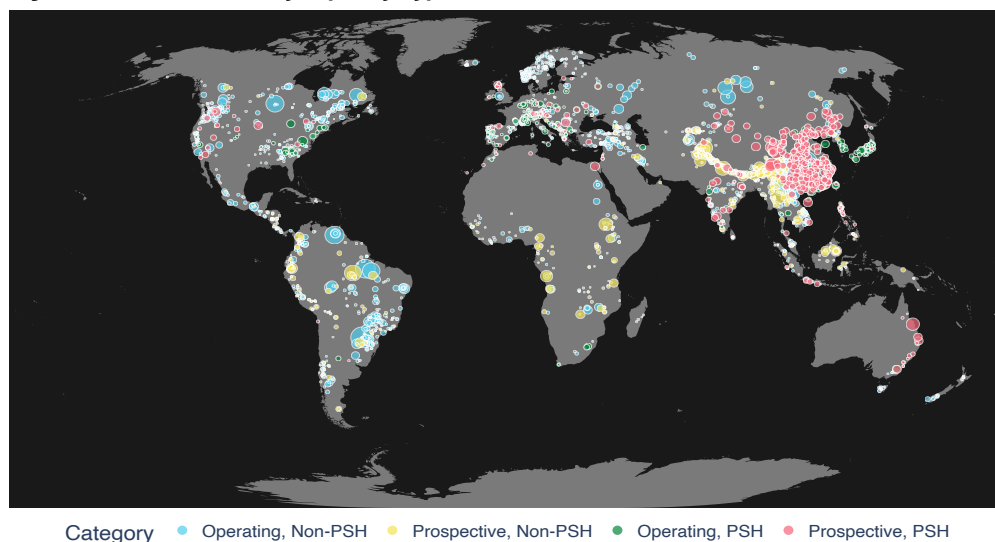 Category Operating, Non-PSH Prospective, Non-PSH Operating, PSH Prospective, PSH